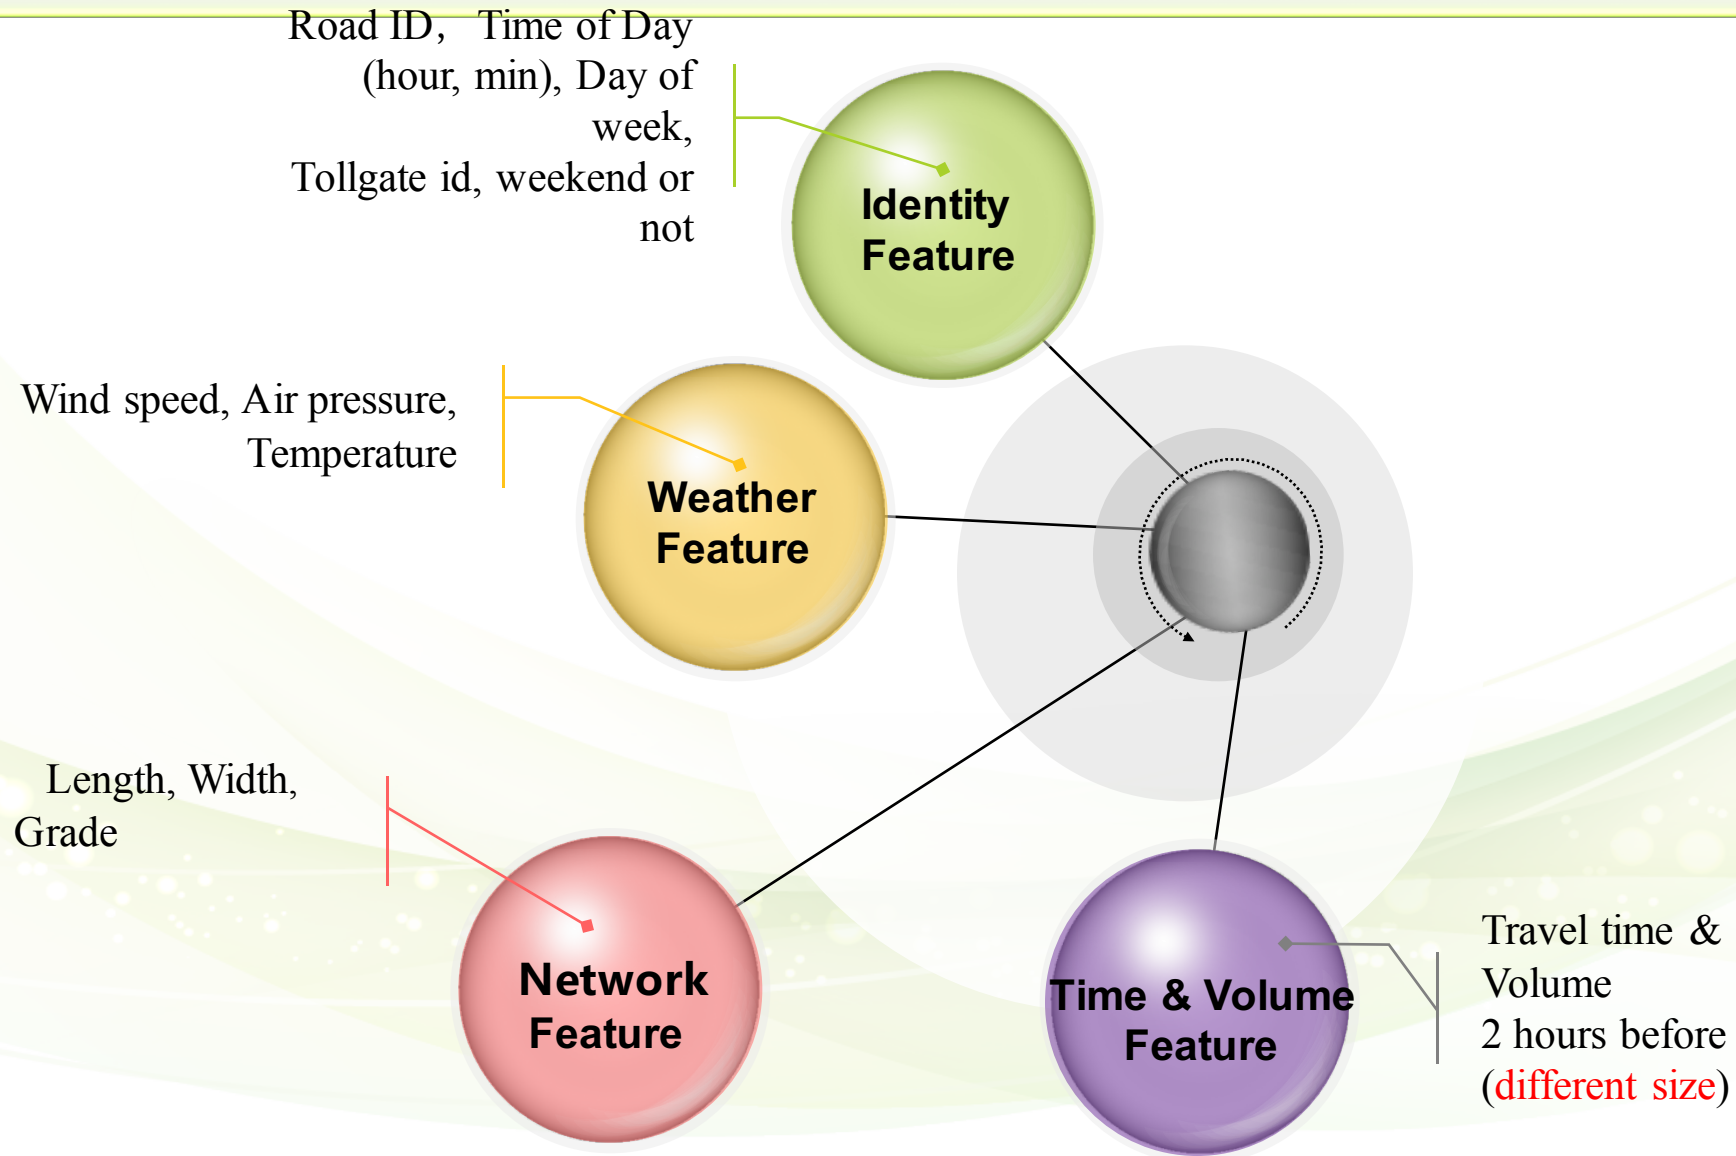 Road ID， Time of Day
(hour, min), Day of
week,
Tollgate id, weekend or
not
Identity
Feature
Wind speed, Air pressure,
Temperature
Weather
Feature
Length, Width,
Grade
Network
Feature
Time & Volume
Feature
Travel time &
Volume
2 hours before
(different size)